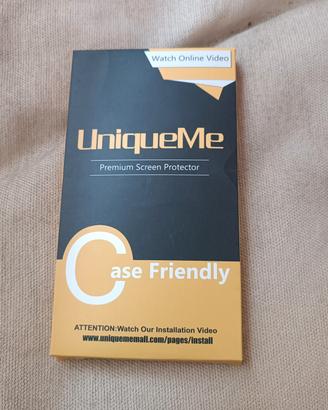 Watch Online Video
UniqueMe
Premium Screen Protector
Case Friendly
ATTENTION:Watch Our Installation Video
www.uniquememall.com/pages/install